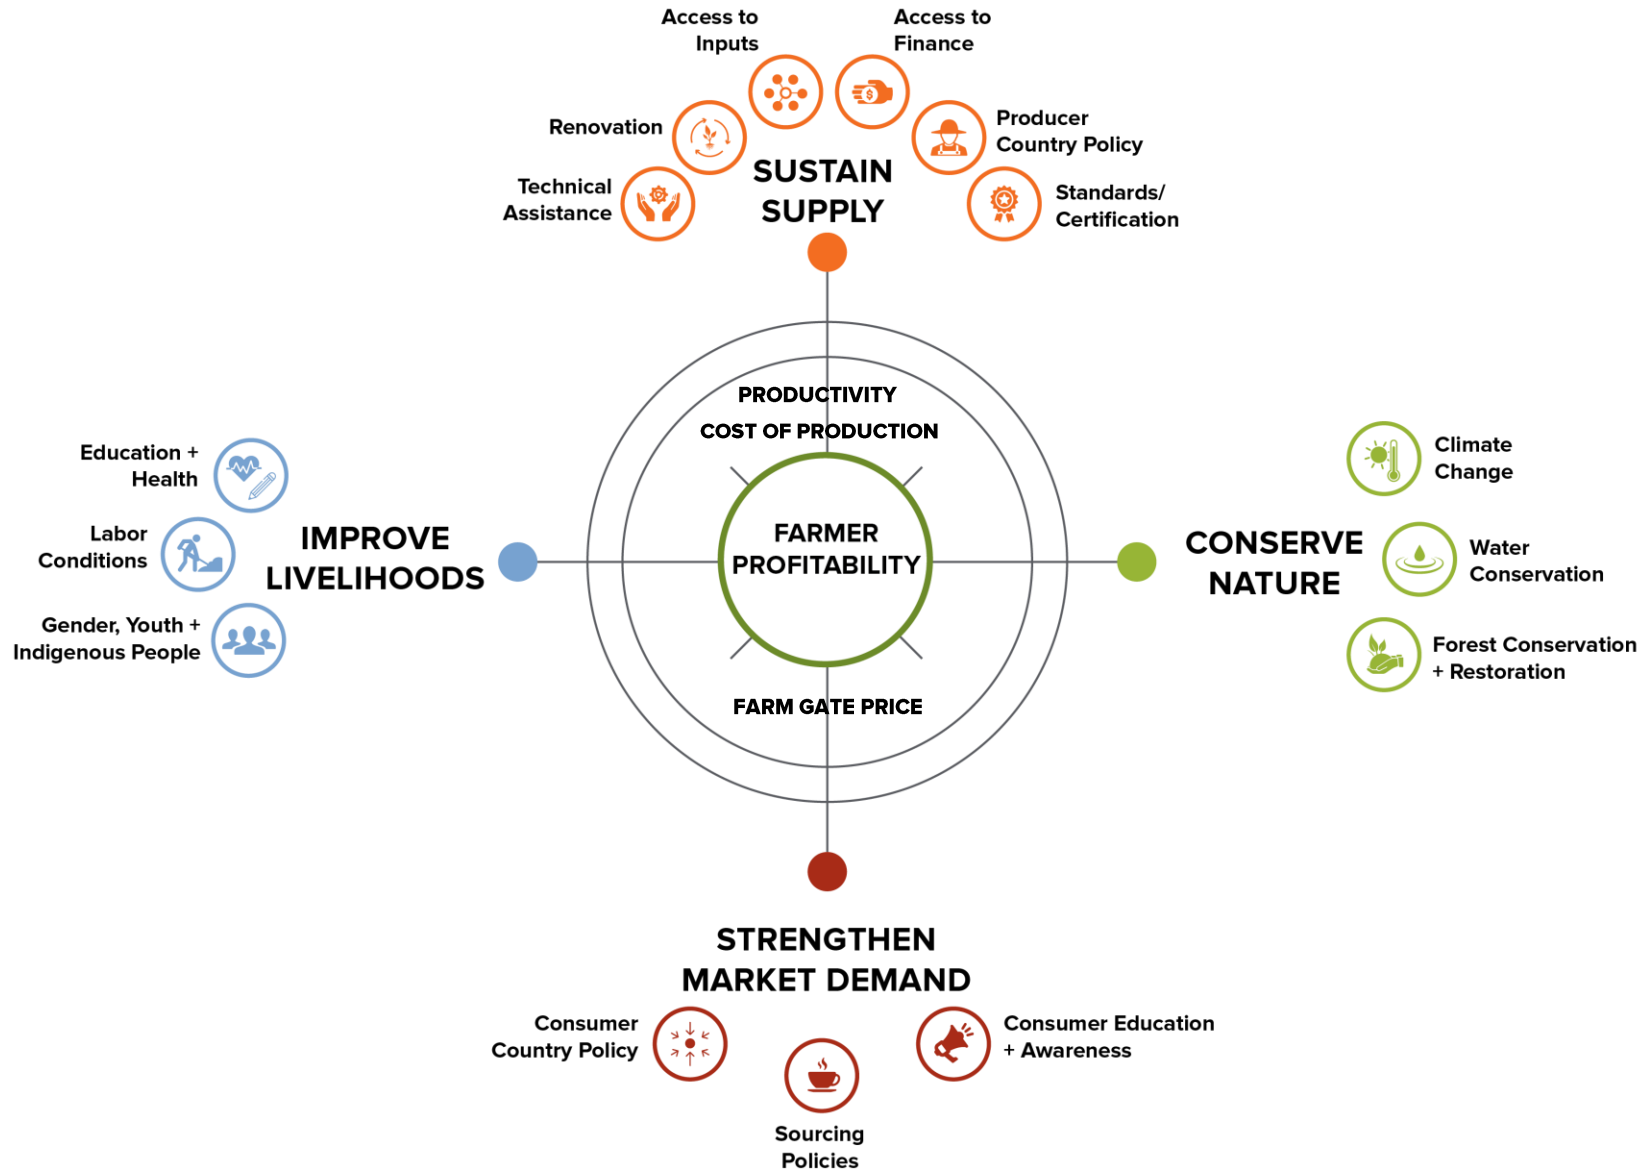 Access to
Inputs
Access to
Finance
Renovation
Producer
Country Policy
Technical
Assistance
Standards/
Certification
SUSTAIN
SUPPLY
PRODUCTIVITY
COST OF PRODUCTION
FARMER
PROFITABILITY
FARM GATE PRICE
Education +
Health
Labor
Conditions
Gender, Youth +
Indigenous People
IMPROVE
LIVELIHOODS
CONSERVE
NATURE
Climate
Change
Water
Conservation
Forest Conservation
+ Restoration
STRENGTHEN
MARKET DEMAND
Consumer
Country Policy
Sourcing
Policies
Consumer Education
+ Awareness